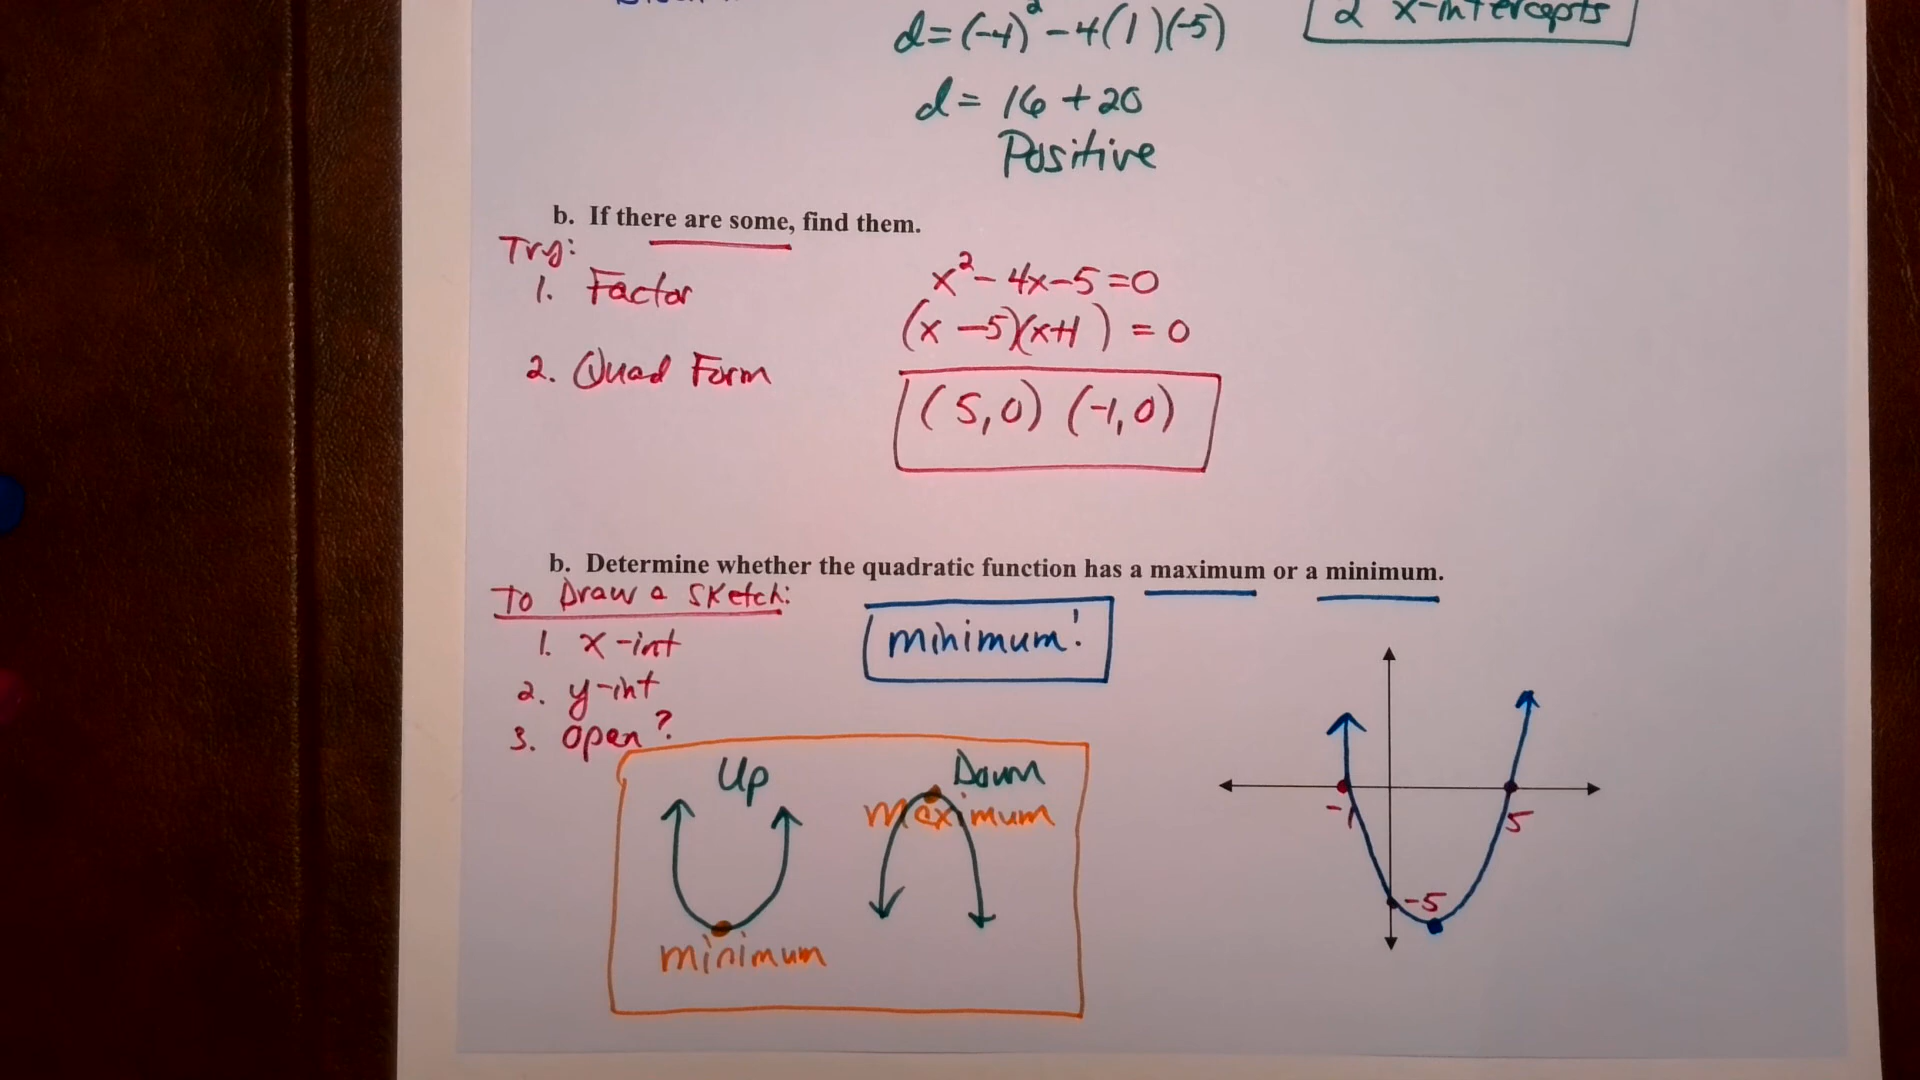 d=(-4)² - 4(1)(-5)
2 x-intercepts
d = 16 + 20
Positive
b. If there are some, find them.
Try:
1. Factor
2. Quad Form
x² - 4x - 5 = 0
(x - 5)(x+1) = 0
(5,0) (-1,0)
b. Determine whether the quadratic function has a maximum or a minimum.
To Draw a Sketch:
1. x-int
2. y-int
3. Open?
minimum!
Up
Down
maximum
minimum
-1
5
-5